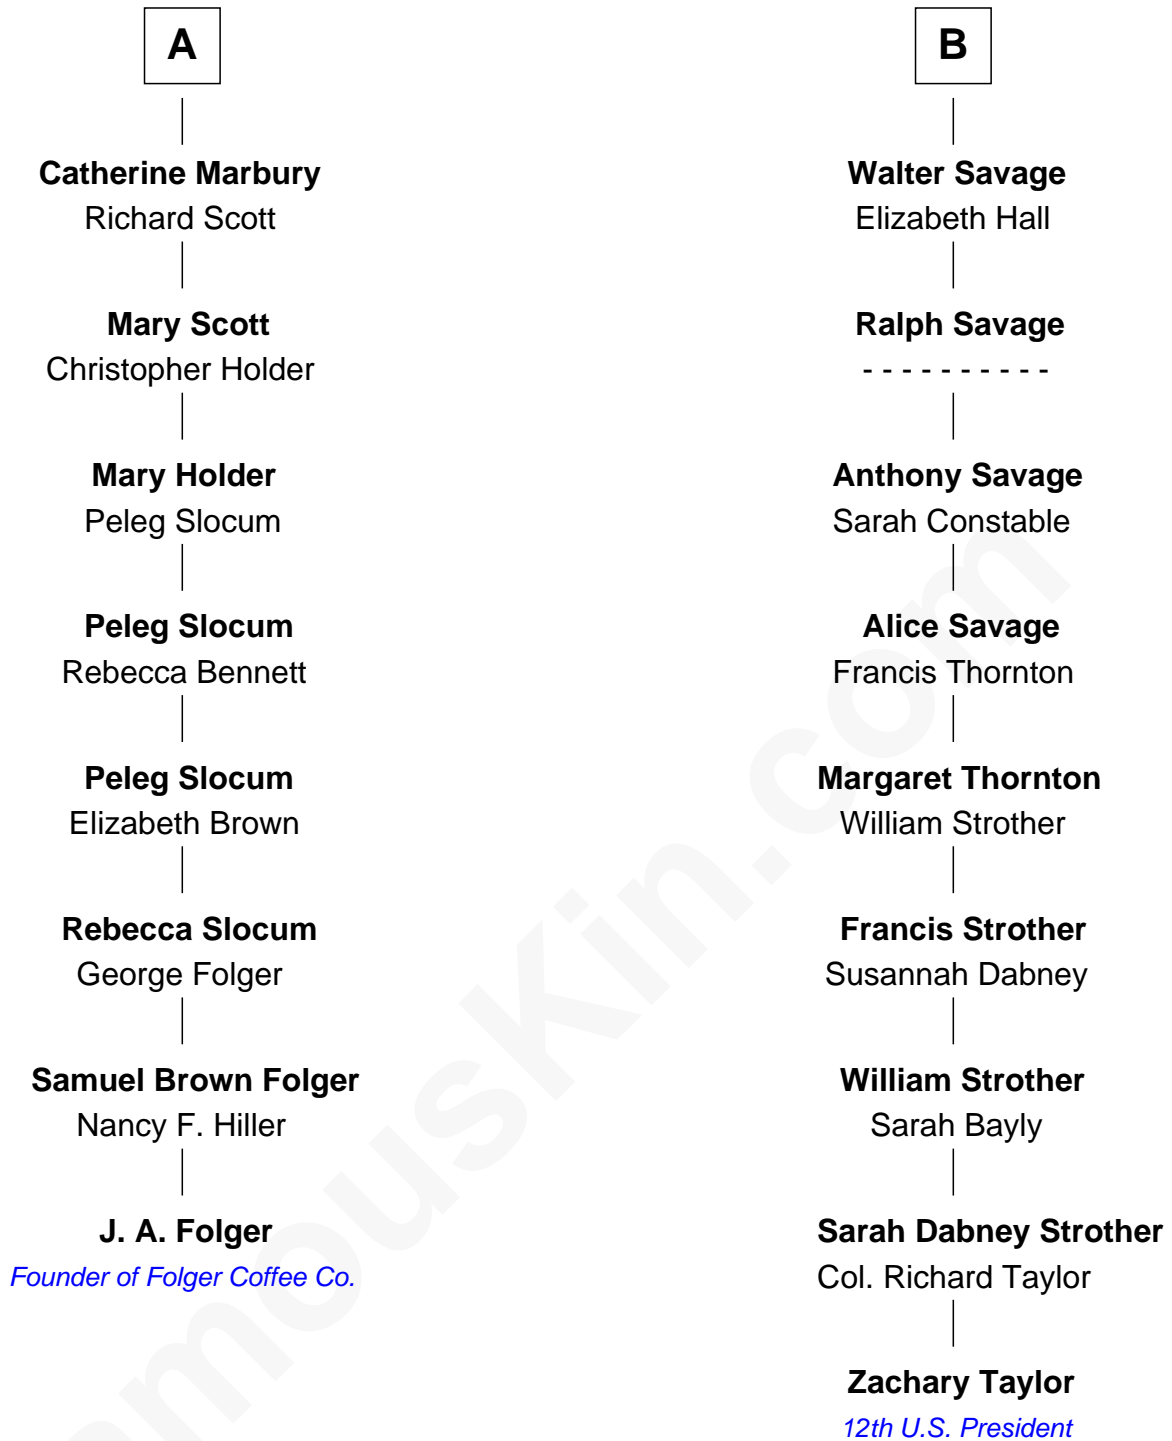 A
Catherine Marbury
Richard Scott
Mary Scott
Christopher Holder
Mary Holder
Peleg Slocum
Peleg Slocum
Rebecca Bennett
Peleg Slocum
Elizabeth Brown
Rebecca Slocum
George Folger
Samuel Brown Folger
Nancy F. Hiller
J. A. Folger
Founder of Folger Coffee Co.
B
Walter Savage
Elizabeth Hall
Ralph Savage
- - - - - - - - - -
Anthony Savage
Sarah Constable
Alice Savage
Francis Thornton
Margaret Thornton
William Strother
Francis Strother
Susannah Dabney
William Strother
Sarah Bayly
Sarah Dabney Strother
Col. Richard Taylor
Zachary Taylor
12th U.S. President
amouskin.com